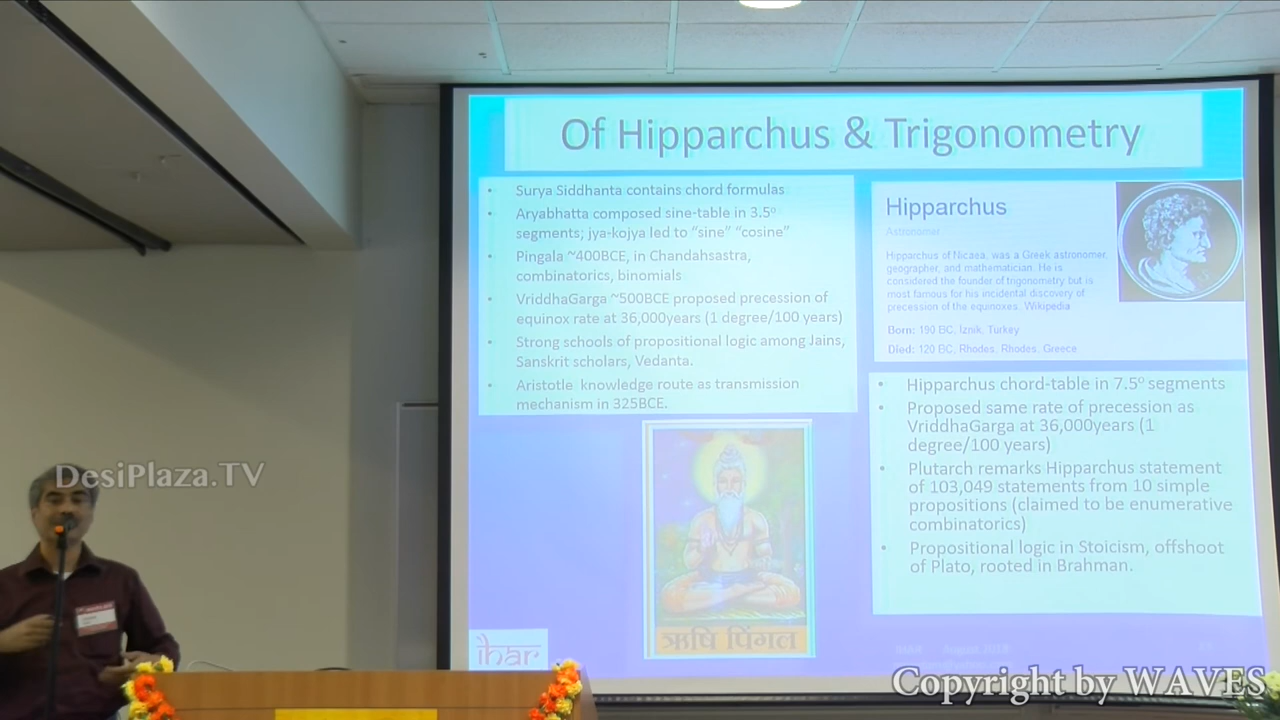 Of Hipparchus & Trigonometry
• Surya Siddhanta contains chord formulas
• Aryabhatta composed sine-table in 3.5º
segments; jya-kojya led to “sine” “cosine”
• Pingala ~400BCE, in Chandahsastra,
combinatorics, binomials
• VriddhaGarga ~500BCE proposed precession of
equinox rate at 36,000years (1 degree/100 years)
• Strong schools of propositional logic among Jains,
Sanskrit scholars, Vedanta.
• Aristotle knowledge route as transmission
mechanism in 325BCE.
Hipparchus
Astronomer
Hipparchus of Nicaea, was a Greek astronomer,
geographer, and mathematician. He is
considered the founder of trigonometry but is
most famous for his incidental discovery of
precession of the equinoxes. Wikipedia
Born: 190 BC, Iznik, Turkey
Died: 120 BC, Rhodes, Rhodes, Greece
• Hipparchus chord-table in 7.5º segments
• Proposed same rate of precession as
VriddhaGarga at 36,000years (1
degree/100 years)
• Plutarch remarks Hipparchus statement
of 103,049 statements from 10 simple
propositions (claimed to be enumerative
combinatorics)
• Propositional logic in Stoicism, offshoot
of Plato, rooted in Brahman.
ऋषि पिंगल
ihar
August 2018
DesiPlaza.TV
Copyright by WAVES